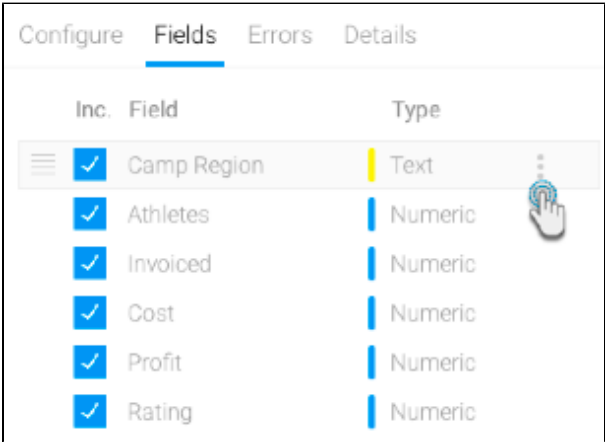 Configure Fields Errors Details
Inc. Field Type
Camp Region Text
Athletes Numeric
Invoiced Numeric
Cost Numeric
Profit Numeric
Rating Numeric